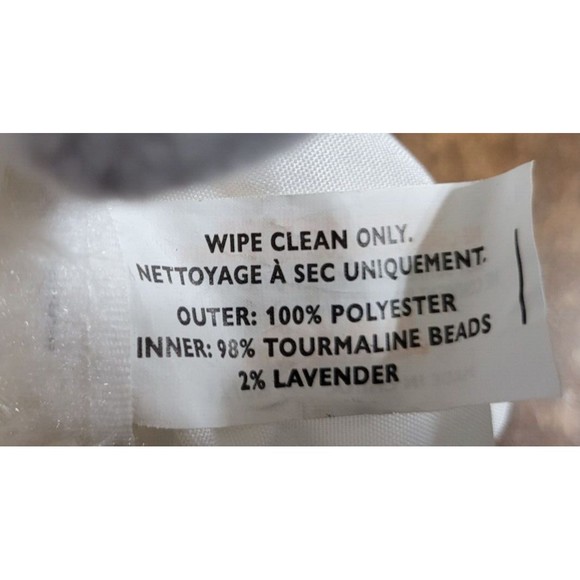 WIPE CLEAN ONLY.
NETTOYAGE À SEC UNIQUEMENT.
OUTER: 100% POLYESTER
INNER: 98% TOURMALINE BEADS
2% LAVENDER